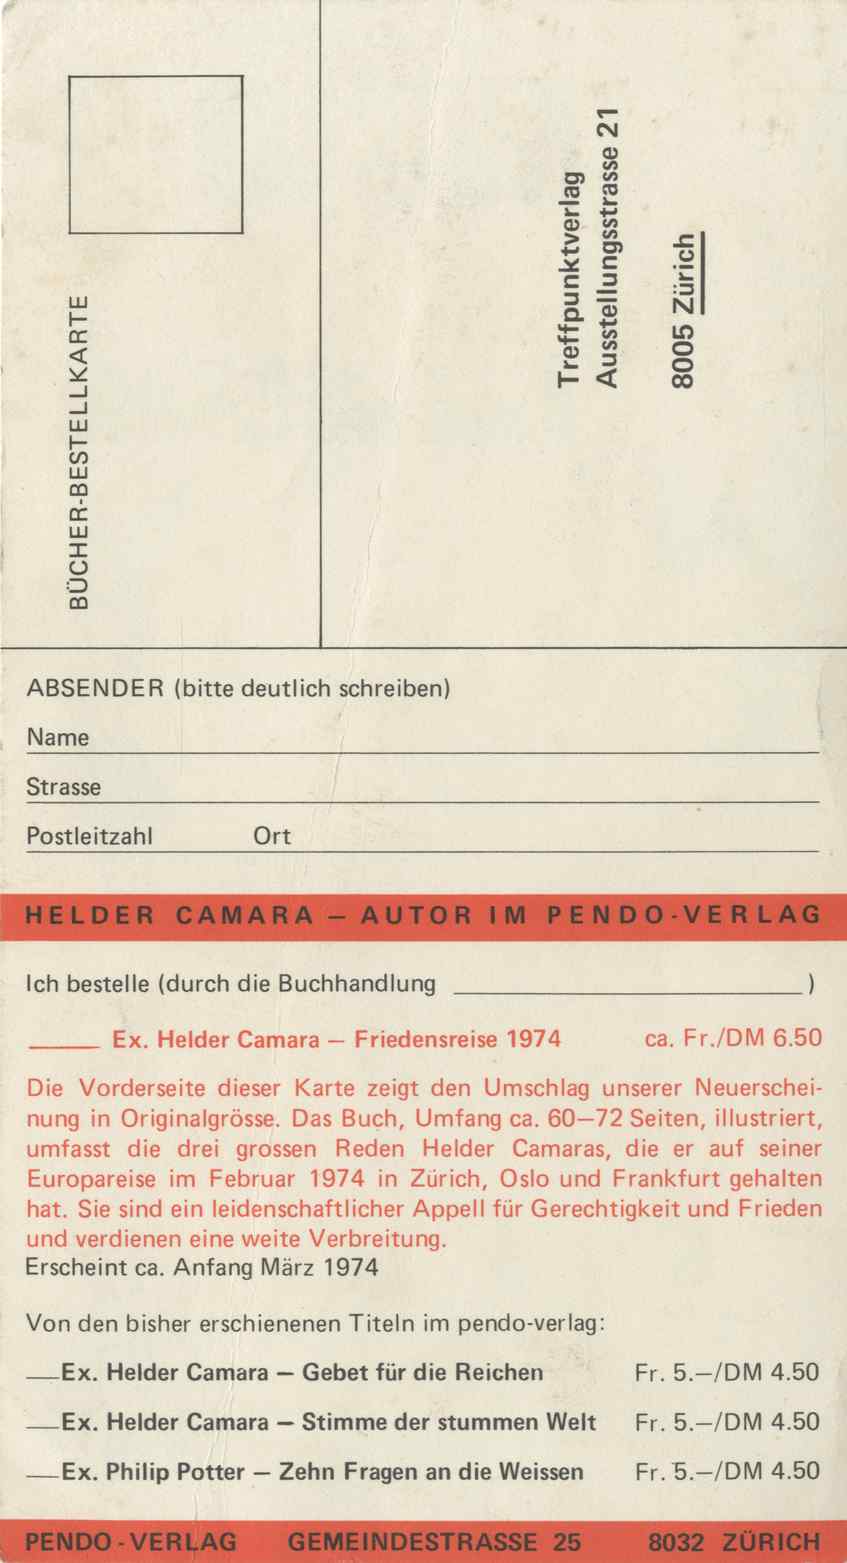 BÜCHER-BESTELLKARTE
Treffpunktverlag
Ausstellungsstrasse 21
8005 Zürich
ABSENDER (bitte deutlich schreiben)
Name
Strasse
Postleitzahl Ort
HELDER CAMARA – AUTOR IM PENDO-VERLAG
Ich bestelle (durch die Buchhandlung ____________________ )
____ Ex. Helder Camara – Friedensreise 1974 ca. Fr./DM 6.50
Die Vorderseite dieser Karte zeigt den Umschlag unserer Neuerschei-
nung in Originalgrösse. Das Buch, Umfang ca. 60–72 Seiten, illustriert,
umfasst die drei grossen Reden Helder Camaras, die er auf seiner
Europareise im Februar 1974 in Zürich, Oslo und Frankfurt gehalten
hat. Sie sind ein leidenschaftlicher Appell für Gerechtigkeit und Frieden
und verdienen eine weite Verbreitung.
Erscheint ca. Anfang März 1974
Von den bisher erschienenen Titeln im pendo-verlag:
__Ex. Helder Camara – Gebet für die Reichen Fr. 5.–/DM 4.50
__Ex. Helder Camara – Stimme der stummen Welt Fr. 5.–/DM 4.50
__Ex. Philip Potter – Zehn Fragen an die Weissen Fr. 5.–/DM 4.50
PENDO-VERLAG GEMEINDESTRASSE 25 8032 ZÜRICH